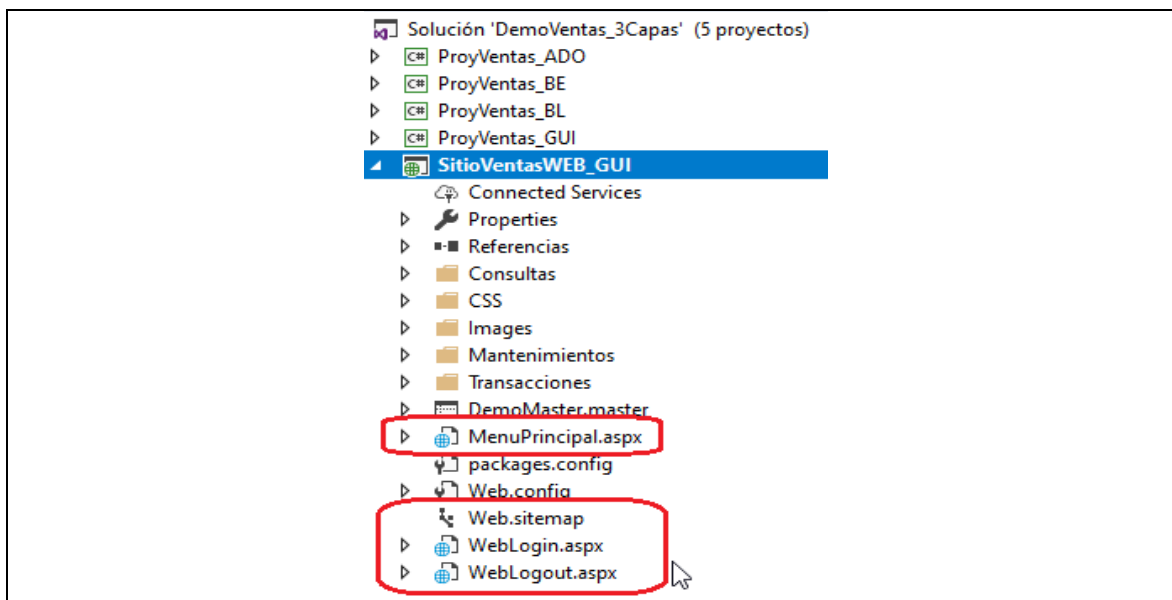 Solución 'DemoVentas_3Capas' (5 proyectos)
C# ProyVentas_ADO
C# ProyVentas_BE
C# ProyVentas_BL
C# ProyVentas_GUI
SitioVentasWEB_GUI
Connected Services
Properties
Referencias
Consultas
CSS
Images
Mantenimientos
Transacciones
DemoMaster.master
MenuPrincipal.aspx
packages.config
Web.config
Web.sitemap
WebLogin.aspx
WebLogout.aspx